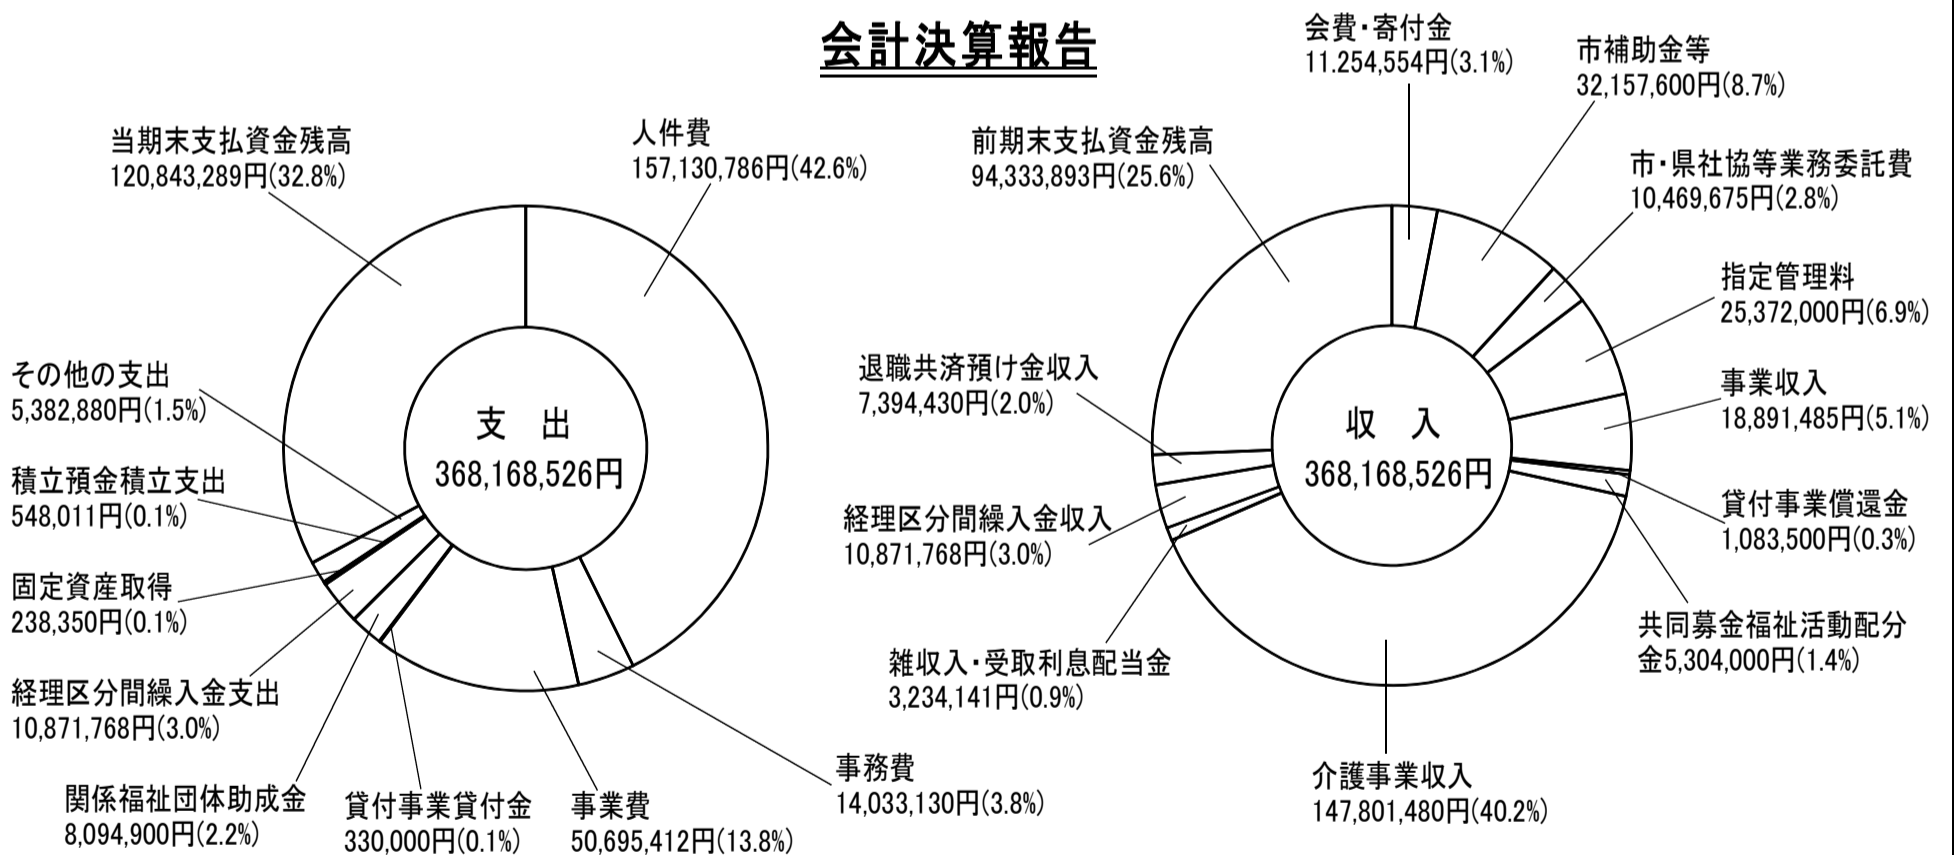 会計決算報告
当期末支払資金残高
120,843,289円(32.8%)
人件費
157,130,786円(42.6%)
その他の支出
5,382,880円(1.5%)
積立預金積立支出
548,011円(0.1%)
固定資産取得
238,350円(0.1%)
経理区分間繰入金支出
10,871,768円(3.0%)
関係福祉団体助成金
8,094,900円(2.2%)
貸付事業貸付金
330,000円(0.1%)
事業費
50,695,412円(13.8%)
事務費
14,033,130円(3.8%)
支 出
368,168,526円
会費・寄付金
11.254,554円(3.1%)
市補助金等
32,157,600円(8.7%)
市・県社協等業務委託費
10,469,675円(2.8%)
指定管理料
25,372,000円(6.9%)
事業収入
18,891,485円(5.1%)
貸付事業償還金
1,083,500円(0.3%)
共同募金福祉活動配分
金5,304,000円(1.4%)
介護事業収入
147,801,480円(40.2%)
雑収入・受取利息配当金
3,234,141円(0.9%)
経理区分間繰入金収入
10,871,768円(3.0%)
退職共済預け金収入
7,394,430円(2.0%)
前期末支払資金残高
94,333,893円(25.6%)
収 入
368,168,526円